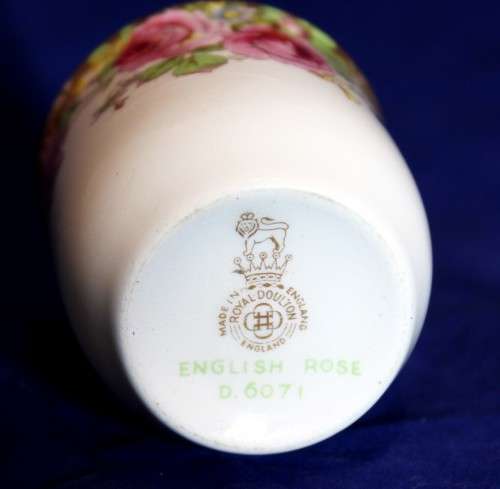 MADE IN ENGLAND
ROYAL DOULTON
ENGLAND
ENGLISH ROSE
D.6071